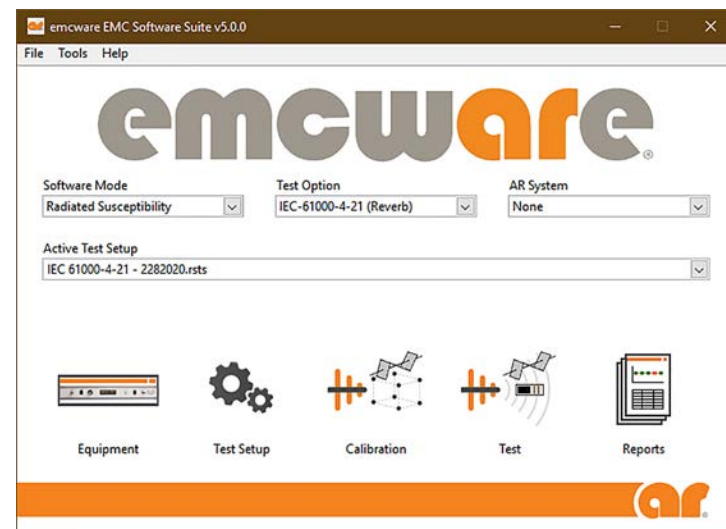 emcware EMC Software Suite v5.0.0
File Tools Help
emcware®
Software Mode Test Option AR System
Radiated Susceptibility IEC-61000-4-21 (Reverb) None
Active Test Setup
IEC 61000-4-21 - 2282020.rsts
Equipment Test Setup Calibration Test Reports
ar